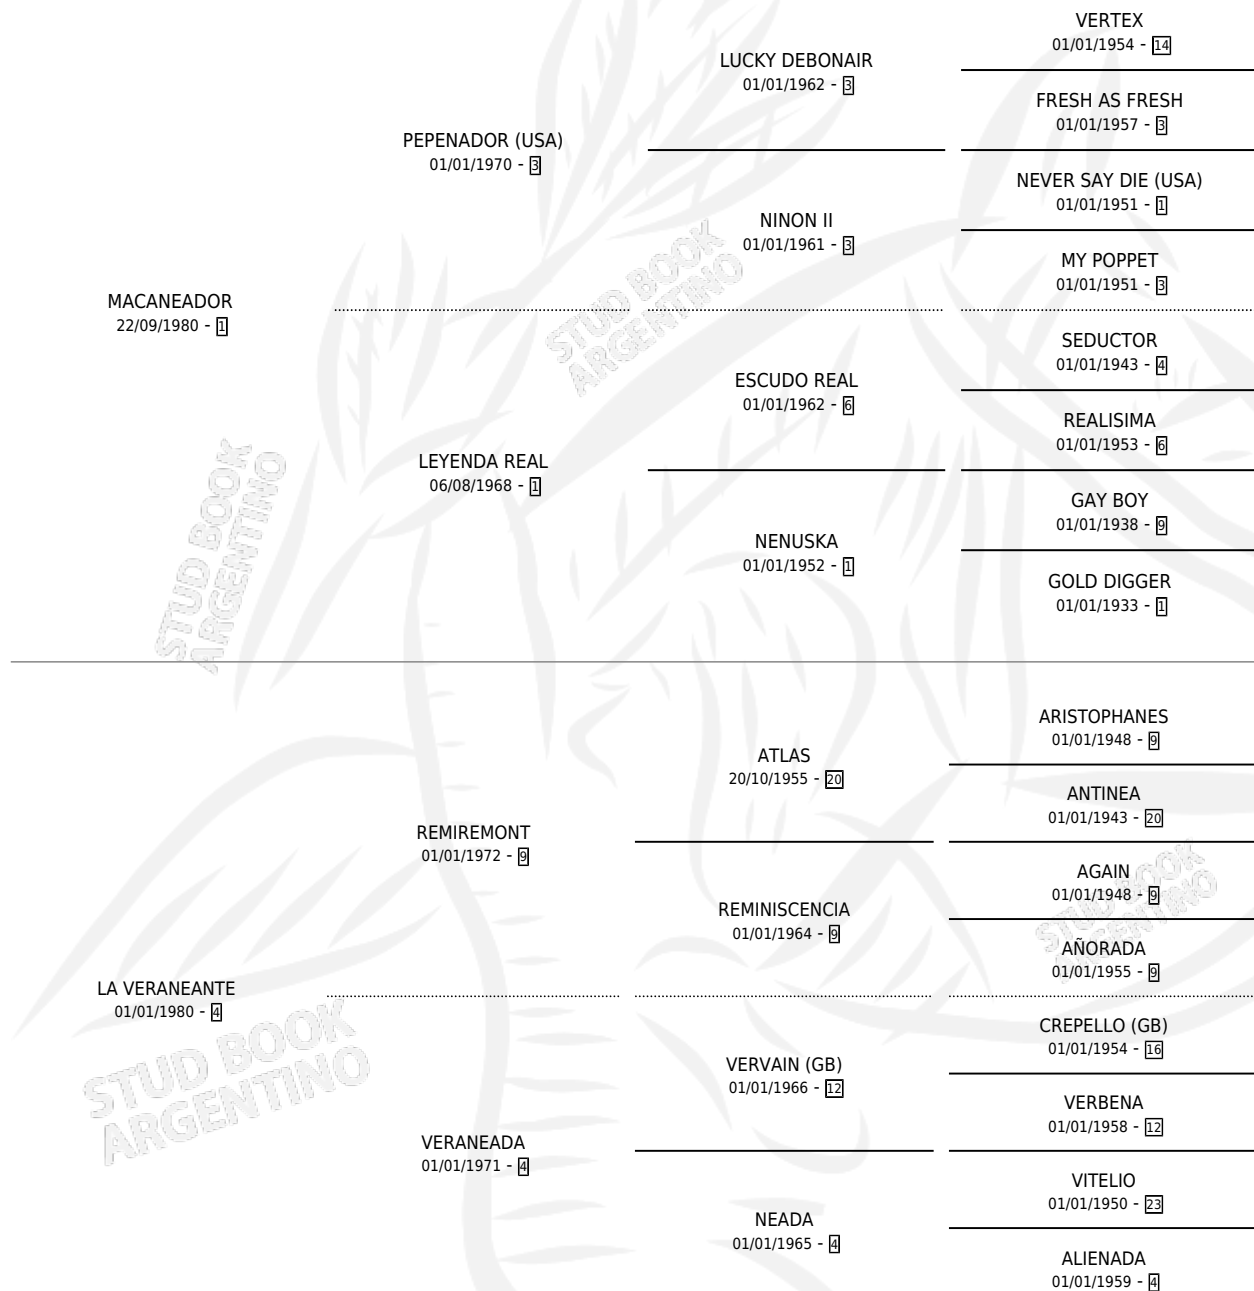 VERTEX
01/01/1954 - 14
LUCKY DEBONAIR
01/01/1962 - 3
FRESH AS FRESH
01/01/1957 - 3
PEPENADOR (USA)
01/01/1970 - 3
NEVER SAY DIE (USA)
01/01/1951 - 1
NINON II
01/01/1961 - 3
MY POPPET
01/01/1951 - 3
MACANEADOR
22/09/1980 - 1
SEDUCTOR
01/01/1943 - 4
ESCUDO REAL
01/01/1962 - 6
REALISIMA
01/01/1953 - 6
LEYENDA REAL
06/08/1968 - 1
GAY BOY
01/01/1938 - 9
NENUSKA
01/01/1952 - 1
GOLD DIGGER
01/01/1933 - 1
ARISTOPHANES
01/01/1948 - 9
ATLAS
20/10/1955 - 20
ANTINEA
01/01/1943 - 20
REMIREMONT
01/01/1972 - 9
AGAIN
01/01/1948 - 9
REMINISCENCIA
01/01/1964 - 9
AÑORADA
01/01/1955 - 9
LA VERANEANTE
01/01/1980 - 4
CREPELLO (GB)
01/01/1954 - 16
VERVAIN (GB)
01/01/1966 - 12
VERBENA
01/01/1958 - 12
VERANEADA
01/01/1971 - 4
VITELIO
01/01/1950 - 23
NEADA
01/01/1965 - 4
ALIENADA
01/01/1959 - 4
STUD BOOK
ARGENTINO
STUD BOOK
ARGENTINO
STUD BOOK
ARGENTINO
STUD BOOK
ARGENTINO